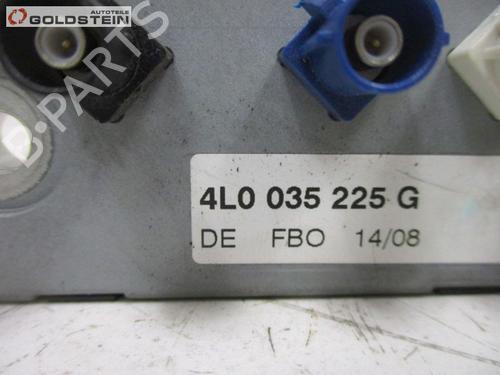 AUTOTEILE
GOLDSTEIN
B-PARTS
4L0 035 225 G
DE FBO 14/08